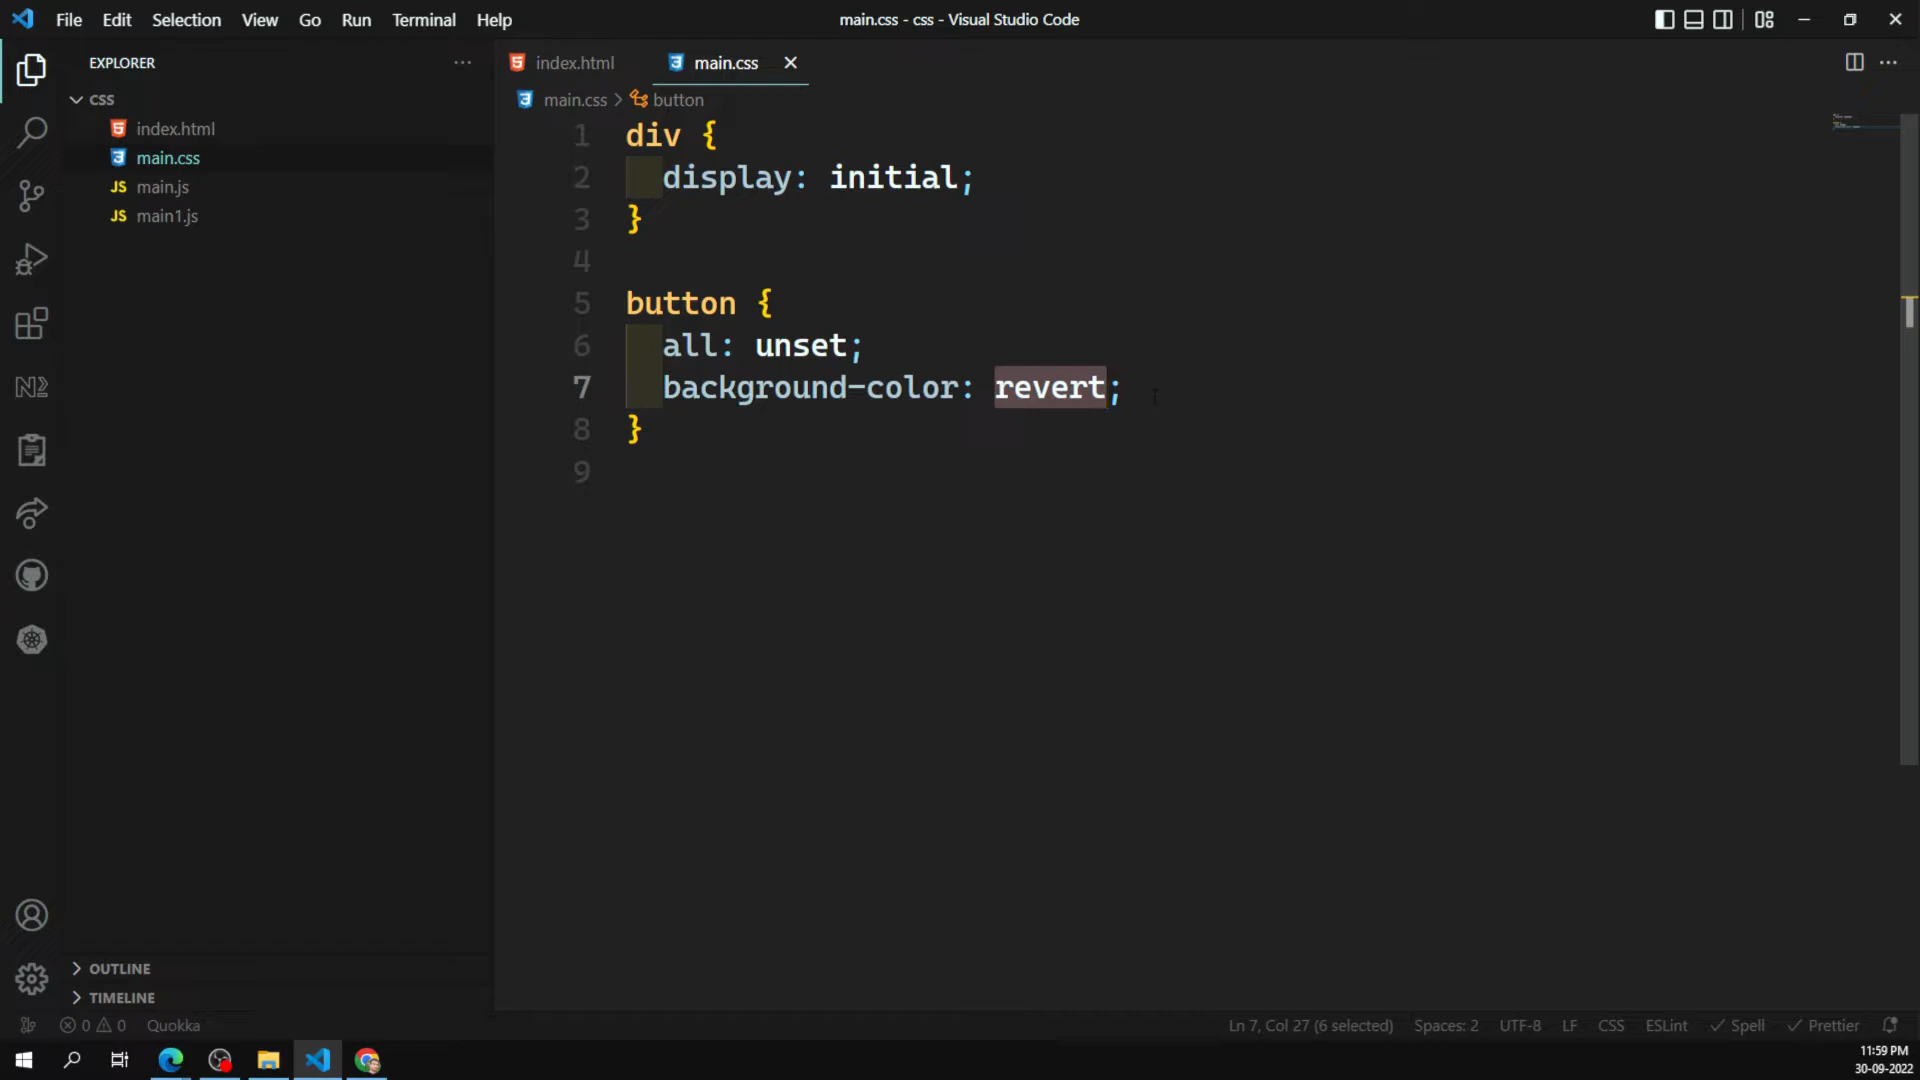 File Edit Selection View Go Run Terminal Help
main.css - css - Visual Studio Code
EXPLORER
CSS
index.html
main.css
JS main.js
JS main1.js
index.html main.css
main.css > button
1 div {
2 display: initial;
3 }
4
5 button {
6 all: unset;
7 background-color: revert;
8 }
9
OUTLINE
TIMELINE
0 0 Quokka
Ln 7, Col 27 (6 selected) Spaces: 2 UTF-8 LF CSS ESLint Spell Prettier
11:59 PM
30-09-2022